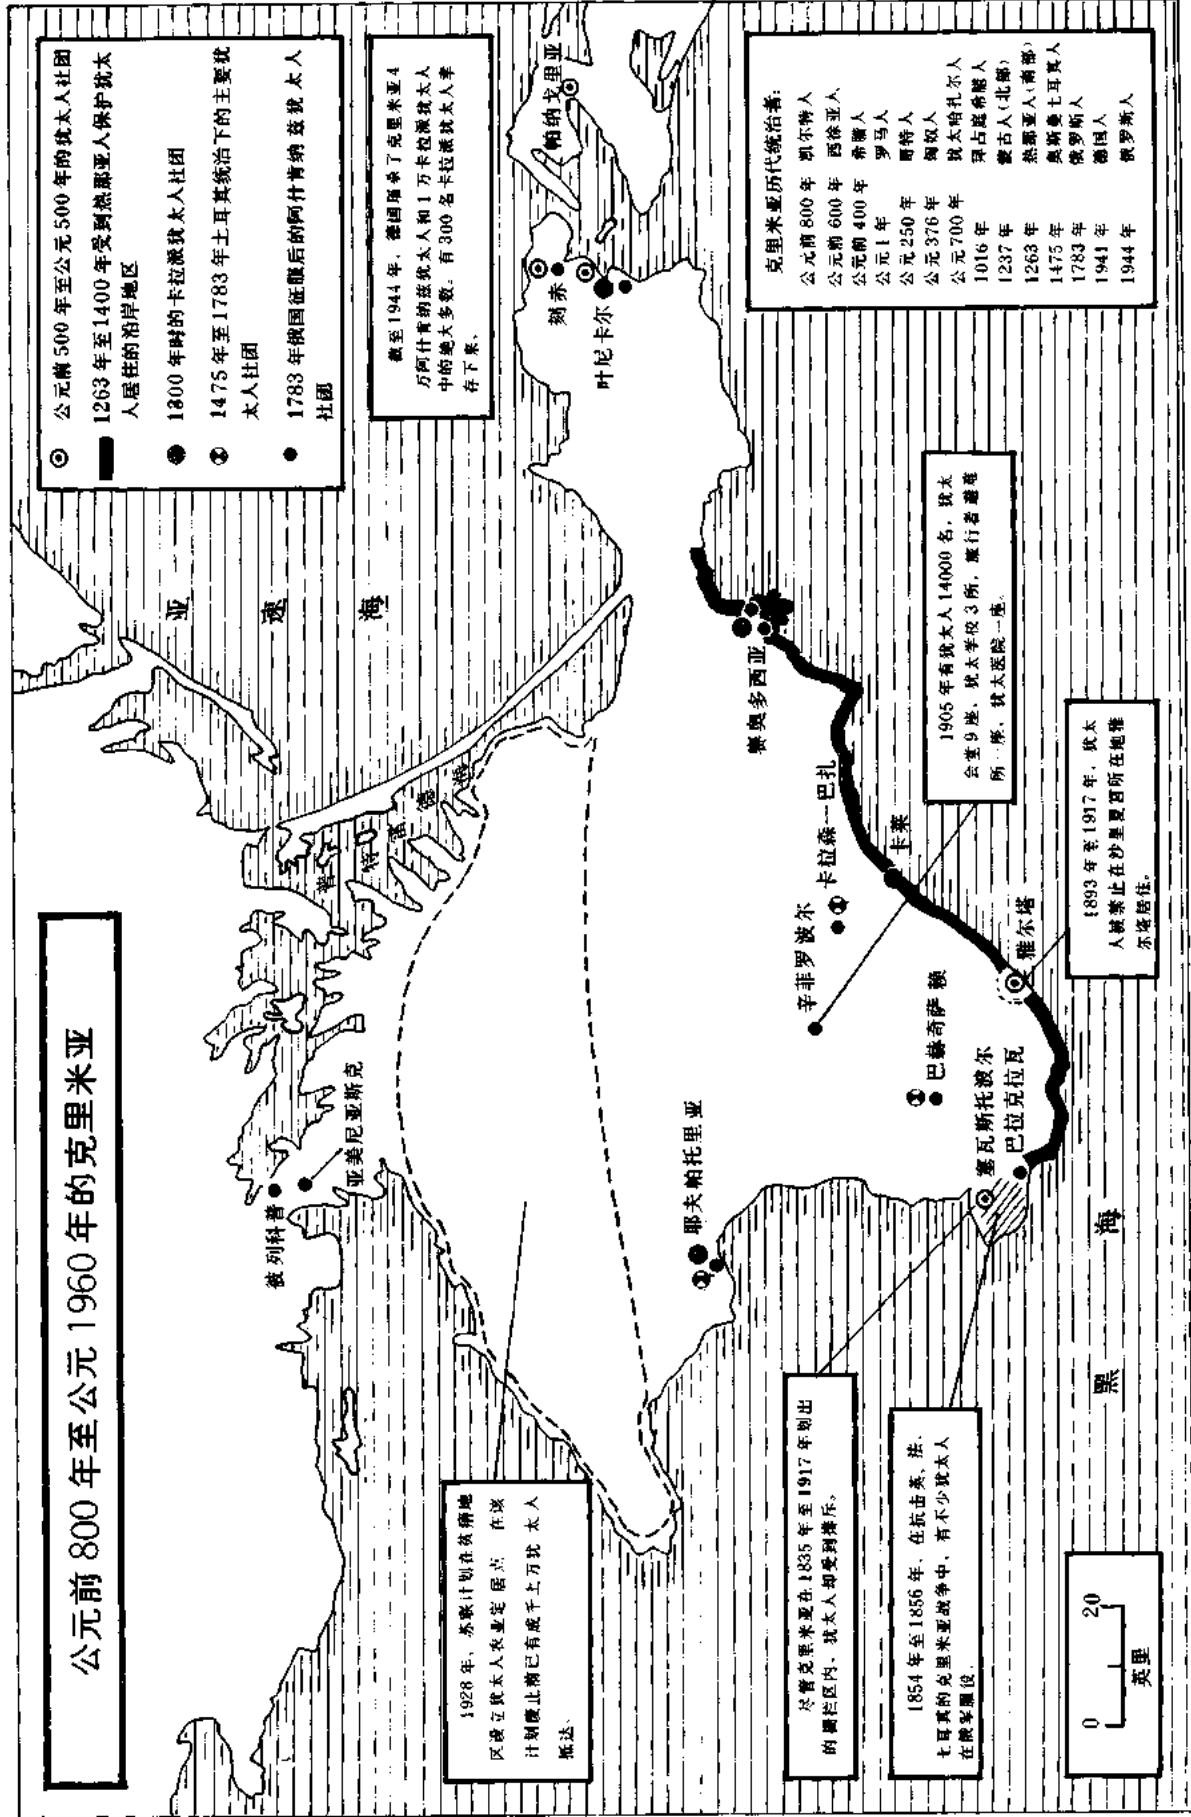 公元前 800 年至公元 1960 年的克里米亚
公元前500年至公元500年的犹太人社团
1263年至1400年受到热那亚人保护犹太
人居住的沿岸地区
1300年时的卡拉派犹太人社团
1475年至1783年土耳其统治下的主要犹
太人社团
1783年俄国征服后的阿什肯纳兹犹太人
社团
截至1944年，德国屠杀了克里米亚4
万阿什肯纳兹犹太人和1万卡拉派犹太人
中的绝大多数。有300名卡拉派犹太人幸
存下来。
克里米亚历代统治者：
公元前800年 凯尔特人
公元前600年 西徐亚人
公元前400年 希腊人
公元1年 罗马人
公元250年 哥特人
公元376年 匈奴人
公元700年 犹太哈扎尔人
1016年 拜占庭希腊人
1237年 蒙古人(北部)
1263年 热那亚人(南部)
1475年 奥斯曼土耳其人
1783年 俄罗斯人
1941年 德国人
1944年 俄罗斯人
亚速海
普特雷德海
帕纳戈里亚
刻赤
叶尼卡尔
赛奥多西亚
卡拉森—巴扎
卡莱
辛菲罗波尔
雅尔塔
巴赫奇萨赖
塞瓦斯托波尔
巴拉克拉瓦
耶夫帕托里亚
彼列科普
亚美尼亚斯克
黑海
1905年有犹太人14000名，犹太
会堂9座，犹太学校3所，旅行者避难
所一座，犹太医院一座。
1893年至1917年，犹太
人被禁止在沙皇夏宫所在地雅
尔塔居住。
1928年，苏联计划在贫瘠地
区设立犹太人农业定居点 在该
计划废止前已有成千上万犹太人
抵达。
尽管克里米亚在1835年至1917年划出
的栅栏区内，犹太人却受到排斥。
1854年至1856年，在抗击英、法、
土耳其的克里米亚战争中，有不少犹太人
在俄军服役
0 20
英里